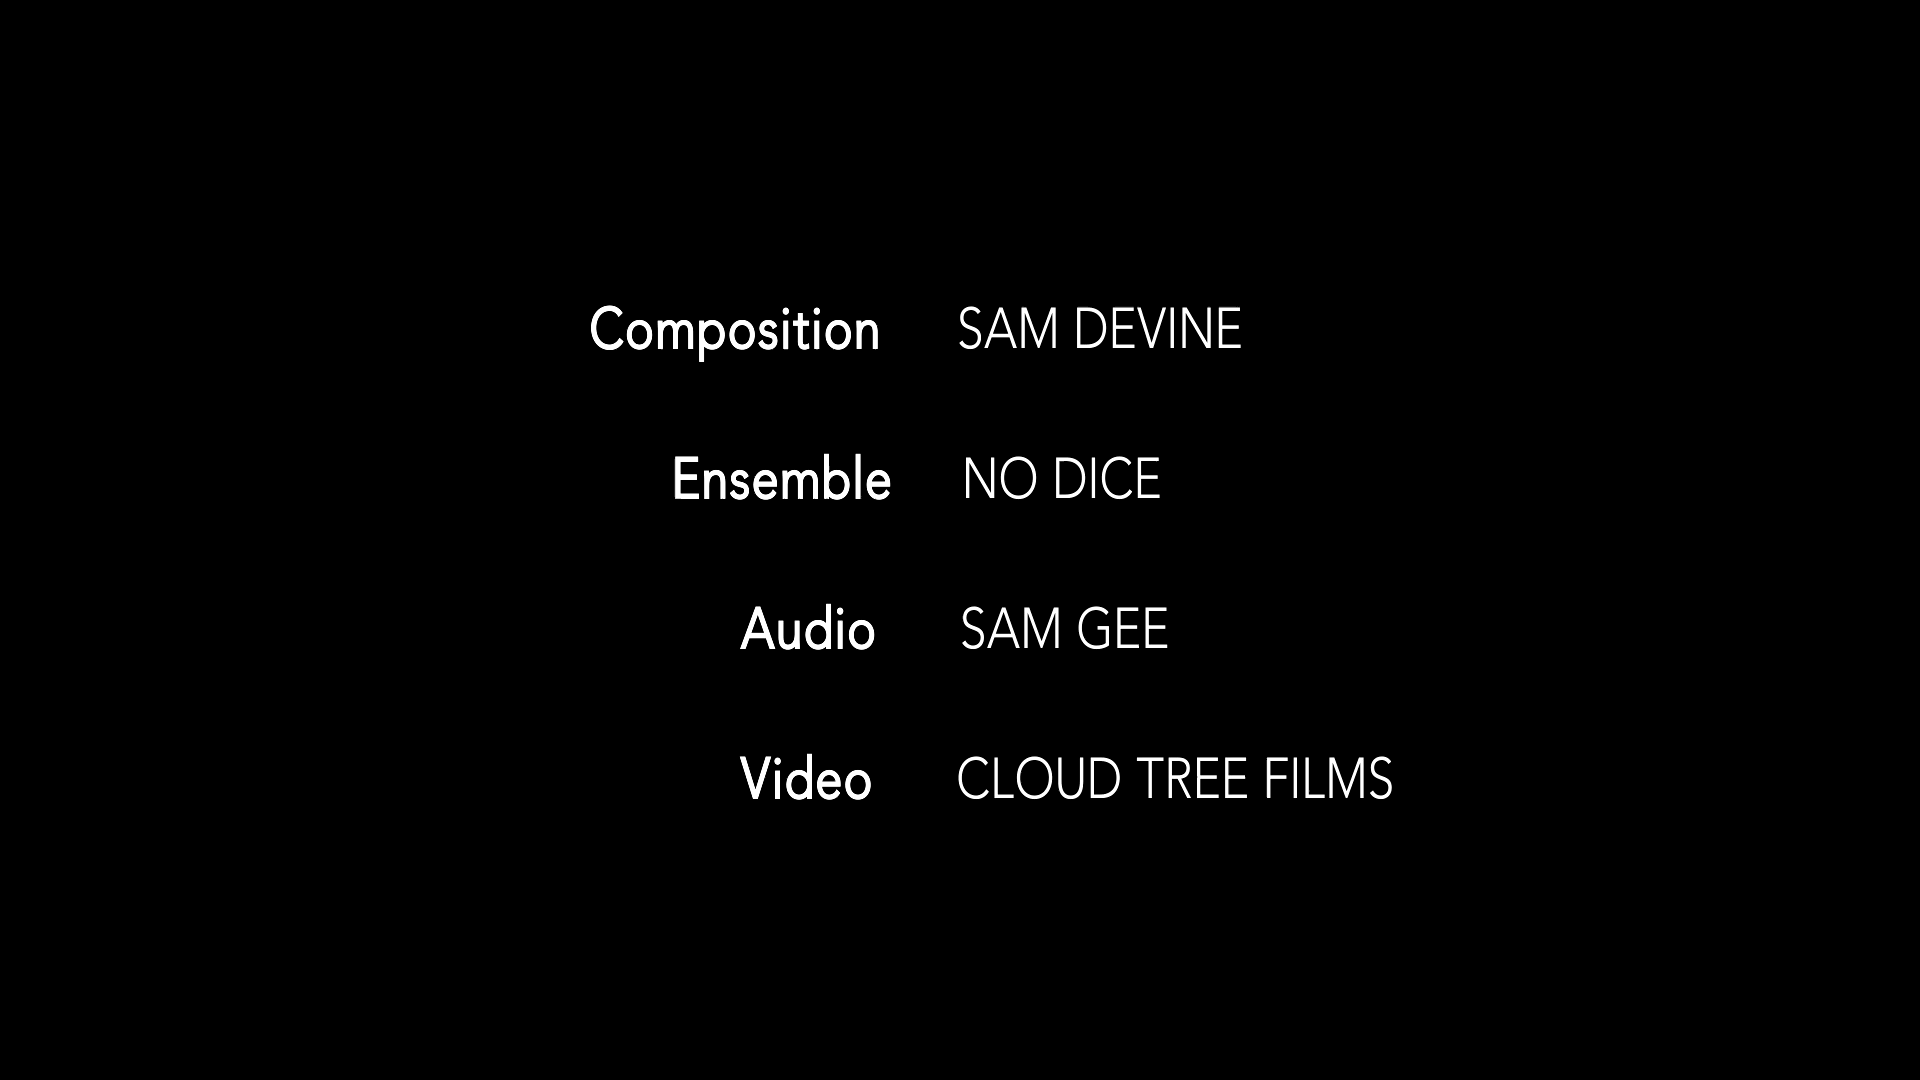 Composition SAM DEVINE
Ensemble NO DICE
Audio SAM GEE
Video CLOUD TREE FILMS